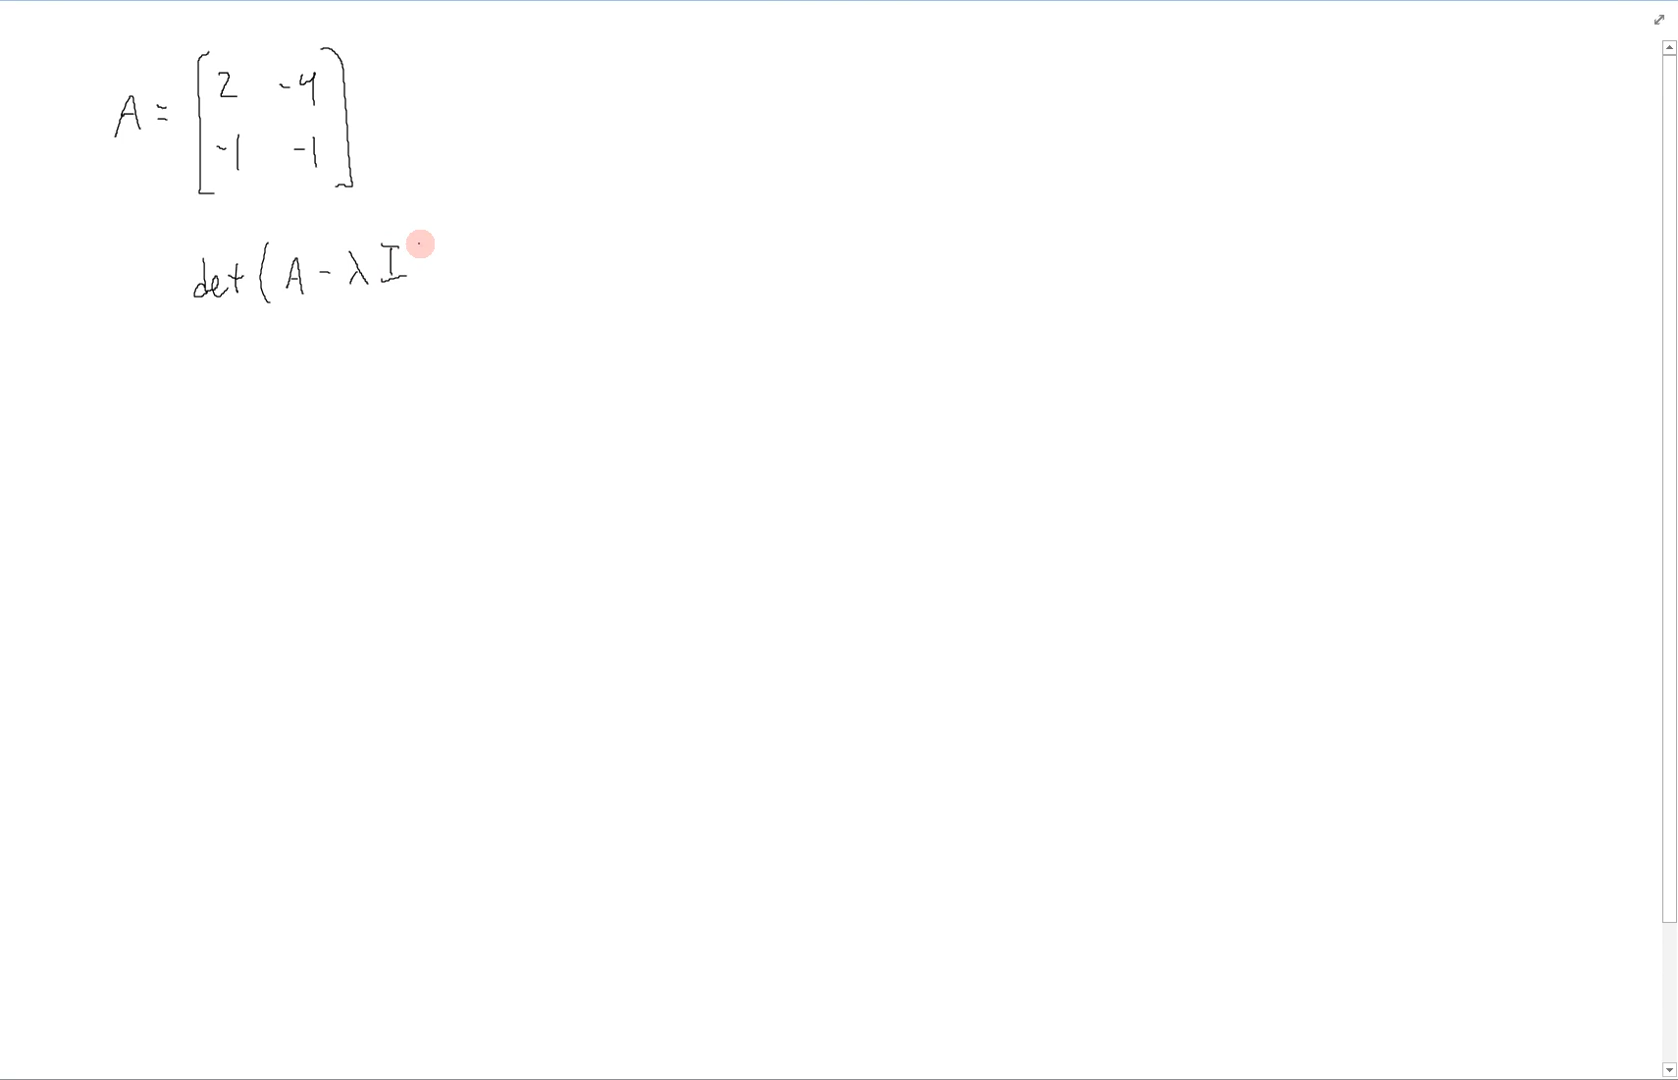 A = [ 2 -4
-1 -1 ]
det ( A - λ I